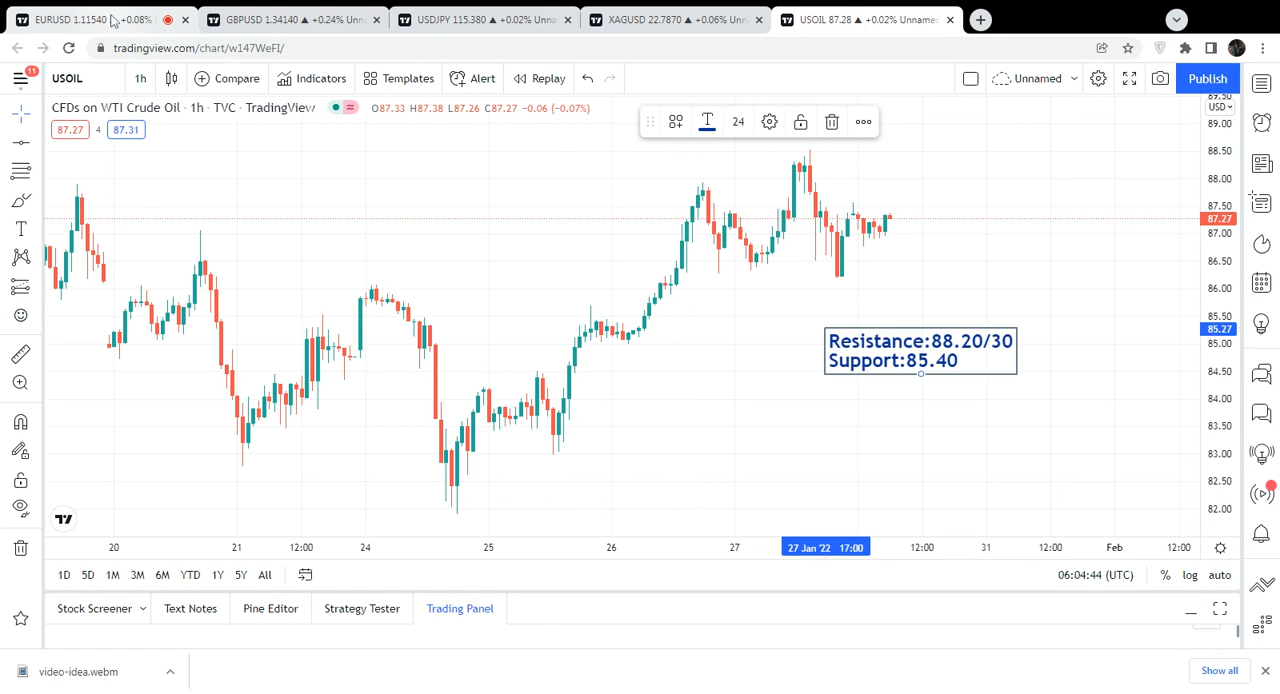 EURUSD 1.11540 +0.08%
GBPUSD 1.34140 ▲ +0.24% Unna
USDJPY 115.380 ▲ +0.02% Unna
XAGUSD 22.7870 ▲ +0.06% Unn
USOIL 87.28 ▲ +0.02% Unname
tradingview.com/chart/w147WeFI/
11
USOIL
1h
Compare
Indicators
Templates
Alert
Replay
Unnamed
Publish
CFDs on WTI Crude Oil · 1h · TVC · TradingView
O87.33 H87.38 L87.26 C87.27 -0.06 (-0.07%)
87.27 4 87.31
T 24
USD
89.50
89.00
88.50
88.00
87.50
87.27
87.00
86.50
86.00
85.50
85.27
85.00
84.50
84.00
83.50
83.00
82.50
82.00
Resistance:88.20/30
Support:85.40
20
21
12:00
24
25
26
27
27 Jan '22 17:00
12:00
31
12:00
Feb
12:00
1D 5D 1M 3M 6M YTD 1Y 5Y All
06:04:44 (UTC)
% log auto
Stock Screener
Text Notes
Pine Editor
Strategy Tester
Trading Panel
video-idea.webm
Show all